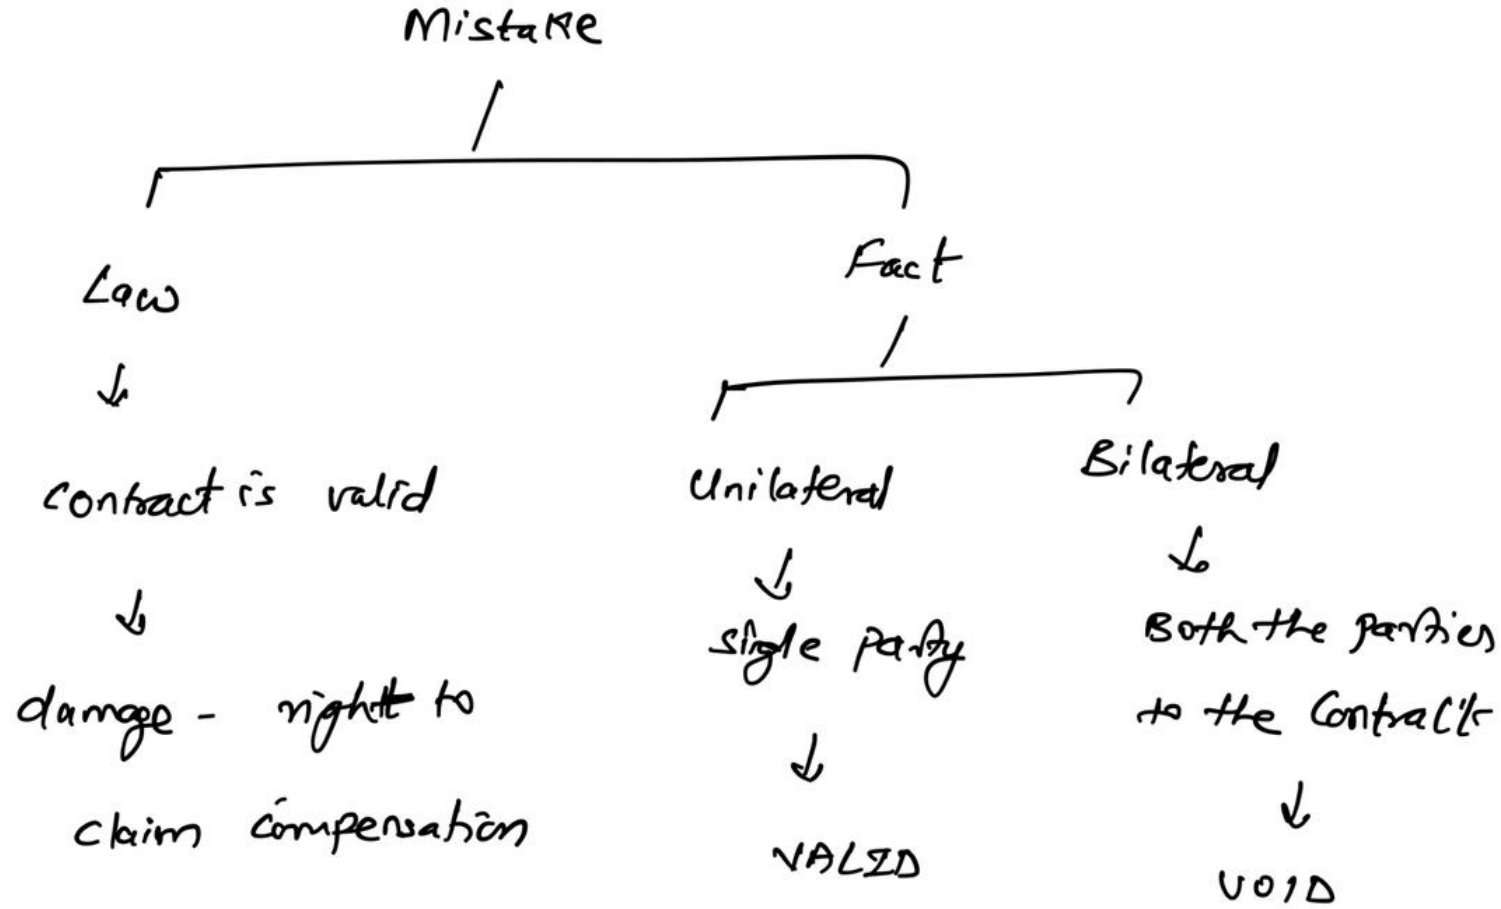 Mistake
Law
Fact
contract is valid
Unilateral
Bilateral
damage - right to
claim compensation
single party
VALID
Both the parties
to the contract
VOID